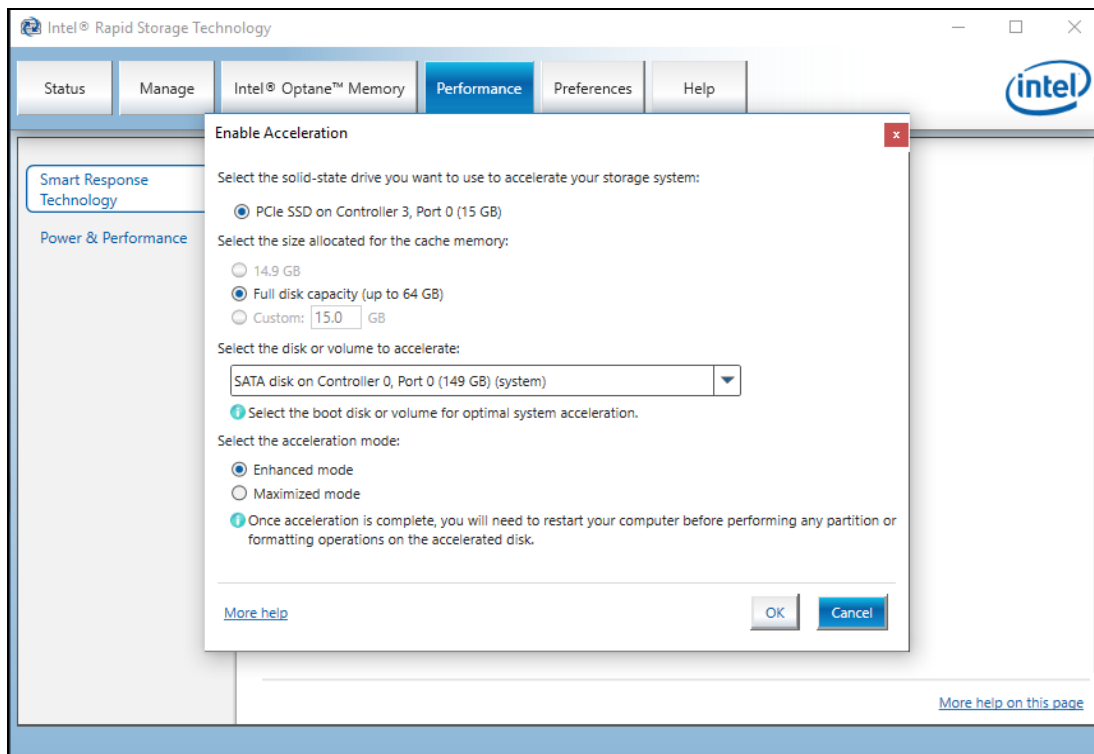 Intel® Rapid Storage Technology
Status
Manage
Intel® Optane™ Memory
Performance
Preferences
Help
intel
Enable Acceleration
x
Smart Response
Technology
Power & Performance
Select the solid-state drive you want to use to accelerate your storage system:
PCIe SSD on Controller 3, Port 0 (15 GB)
Select the size allocated for the cache memory:
14.9 GB
Full disk capacity (up to 64 GB)
Custom: 15.0 GB
Select the disk or volume to accelerate:
SATA disk on Controller 0, Port 0 (149 GB) (system)
Select the boot disk or volume for optimal system acceleration.
Select the acceleration mode:
Enhanced mode
Maximized mode
Once acceleration is complete, you will need to restart your computer before performing any partition or
formatting operations on the accelerated disk.
More help
OK
Cancel
More help on this page